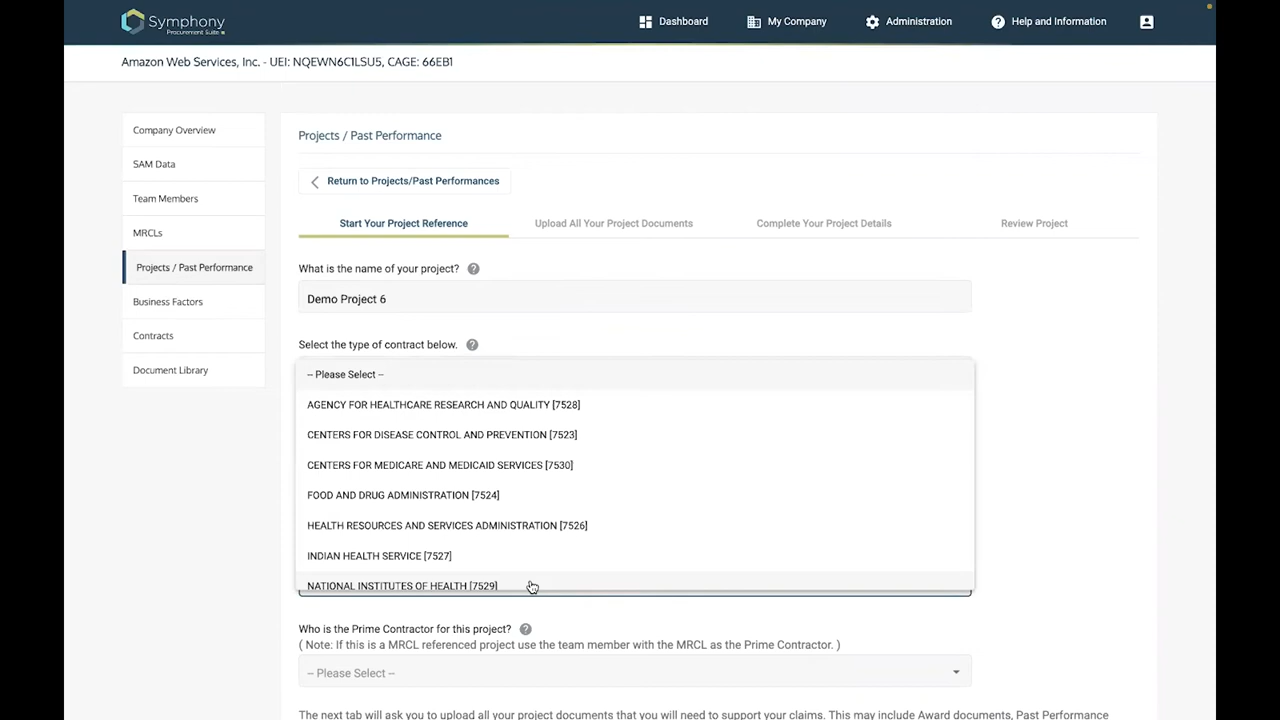 Symphony
Procurement Suite
Dashboard
My Company
Administration
Help and Information
Amazon Web Services, Inc. - UEI: NQEWN6C1LSU5, CAGE: 66EB1
Company Overview
SAM Data
Team Members
MRCLs
Projects / Past Performance
Business Factors
Contracts
Document Library
Projects / Past Performance
Return to Projects/Past Performances
Start Your Project Reference
Upload All Your Project Documents
Complete Your Project Details
Review Project
What is the name of your project?
Demo Project 6
Select the type of contract below.
-- Please Select --
AGENCY FOR HEALTHCARE RESEARCH AND QUALITY [7528]
CENTERS FOR DISEASE CONTROL AND PREVENTION [7523]
CENTERS FOR MEDICARE AND MEDICAID SERVICES [7530]
FOOD AND DRUG ADMINISTRATION [7524]
HEALTH RESOURCES AND SERVICES ADMINISTRATION [7526]
INDIAN HEALTH SERVICE [7527]
NATIONAL INSTITUTES OF HEALTH [7529]
Who is the Prime Contractor for this project?
( Note: If this is a MRCL referenced project use the team member with the MRCL as the Prime Contractor. )
-- Please Select --
The next tab will ask you to upload all your project documents that you will need to support your claims. This may include Award documents, Past Performance